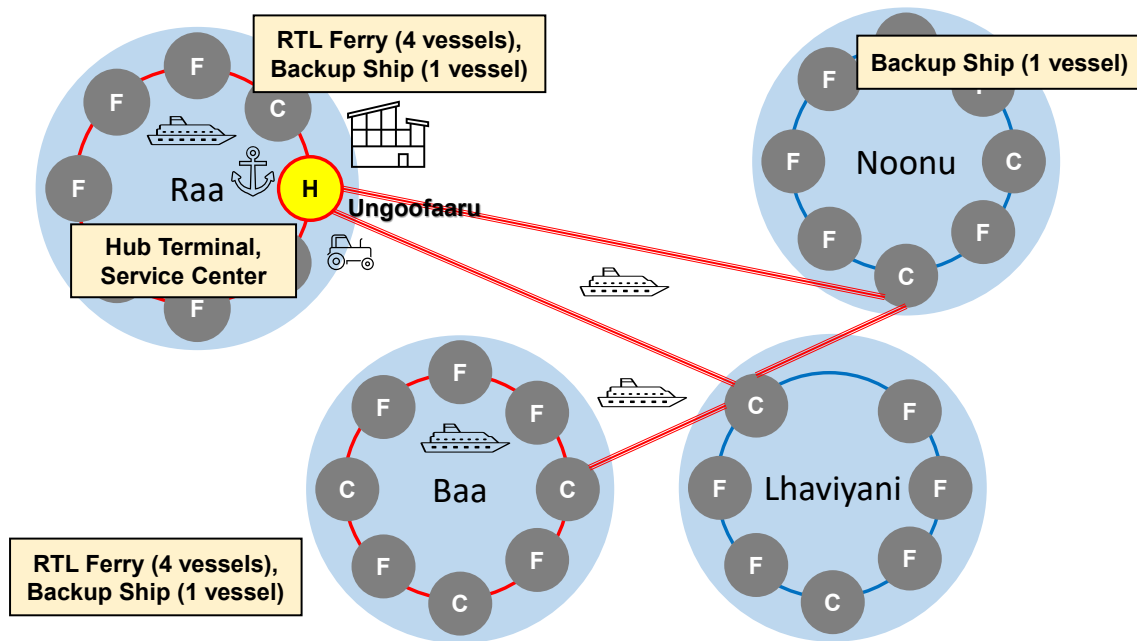 RTL Ferry (4 vessels),
Backup Ship (1 vessel)
Backup Ship (1 vessel)
F
F
C
F
Raa
H
Ungoofaaru
Hub Terminal,
Service Center
F
F
F
Noonu
C
F
F
C
F
F
F
C
Baa
C
F
F
C
C
F
F
Lhaviyani
F
F
F
C
RTL Ferry (4 vessels),
Backup Ship (1 vessel)